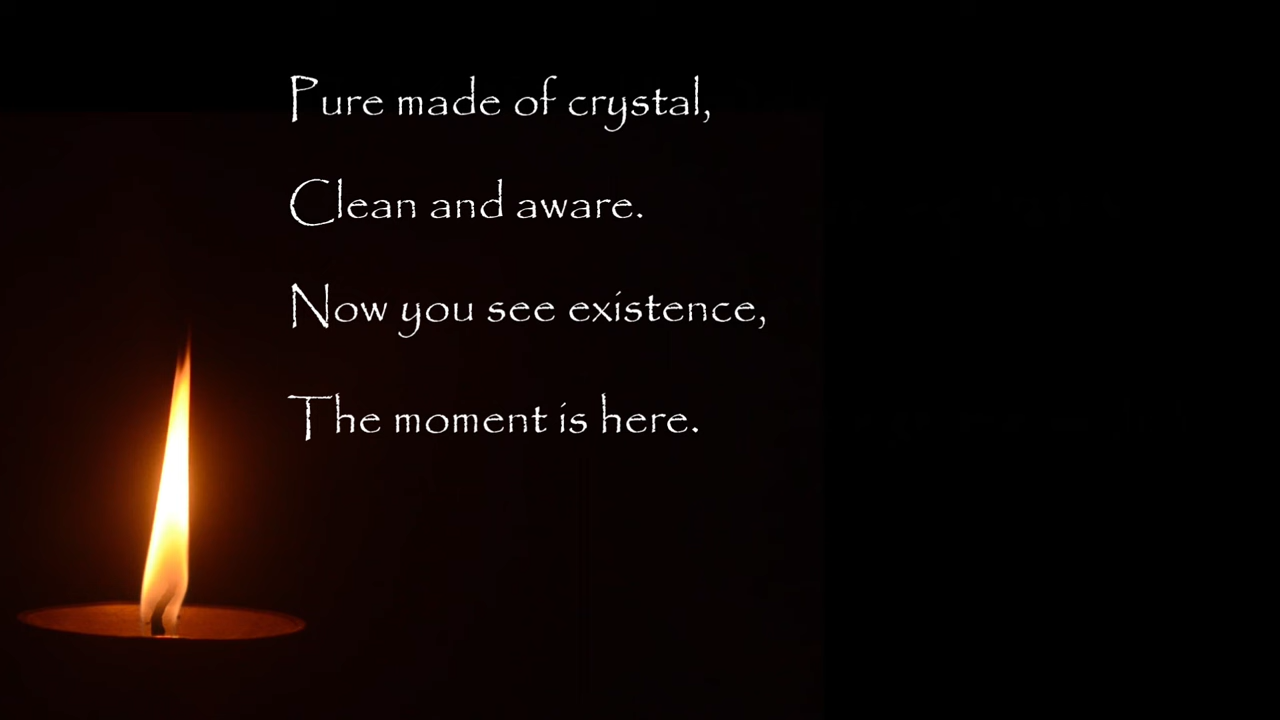 Pure made of crystal,
Clean and aware.
Now you see existence,
The moment is here.